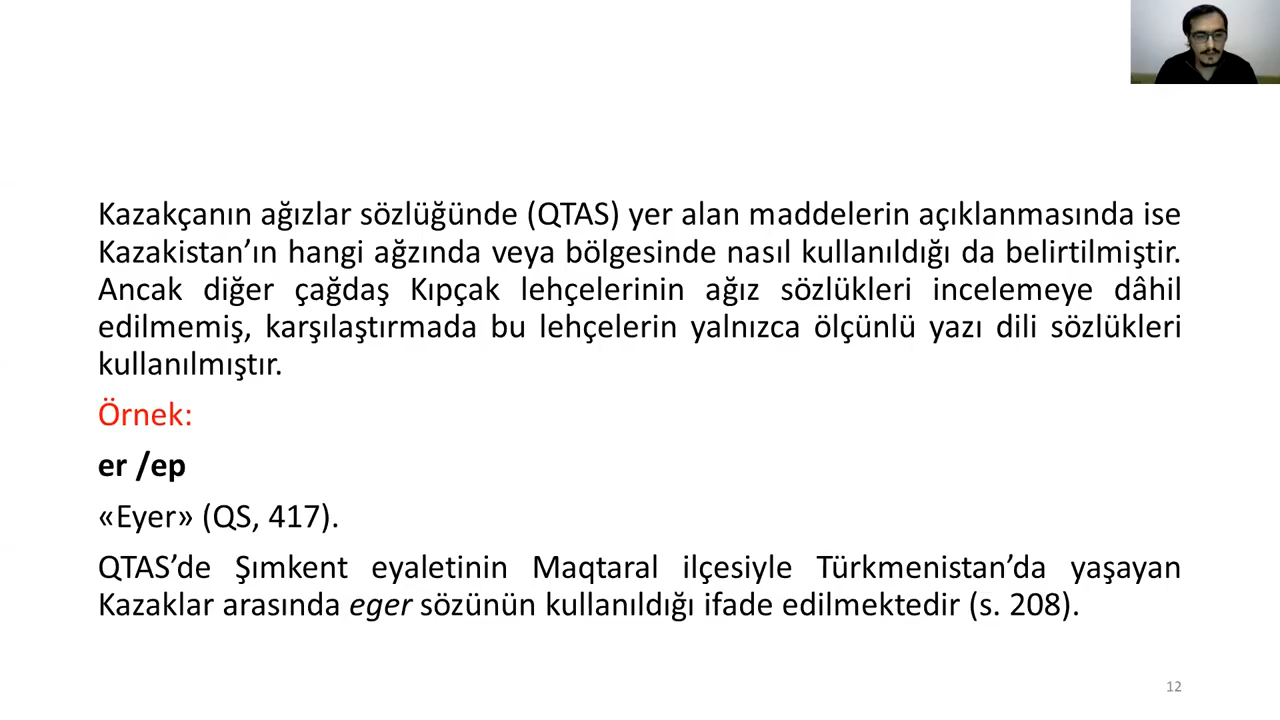 Kazakçanın ağızlar sözlüğünde (QTAS) yer alan maddelerin açıklanmasında ise
Kazakistan’ın hangi ağzında veya bölgesinde nasıl kullanıldığı da belirtilmiştir.
Ancak diğer çağdaş Kıpçak lehçelerinin ağız sözlükleri incelemeye dâhil
edilmemiş, karşılaştırmada bu lehçelerin yalnızca ölçünlü yazı dili sözlükleri
kullanılmıştır.
Örnek:
er /ер
«Eyer» (QS, 417).
QTAS’de Şımkent eyaletinin Maqtaral ilçesiyle Türkmenistan’da yaşayan
Kazaklar arasında eger sözünün kullanıldığı ifade edilmektedir (s. 208).
12